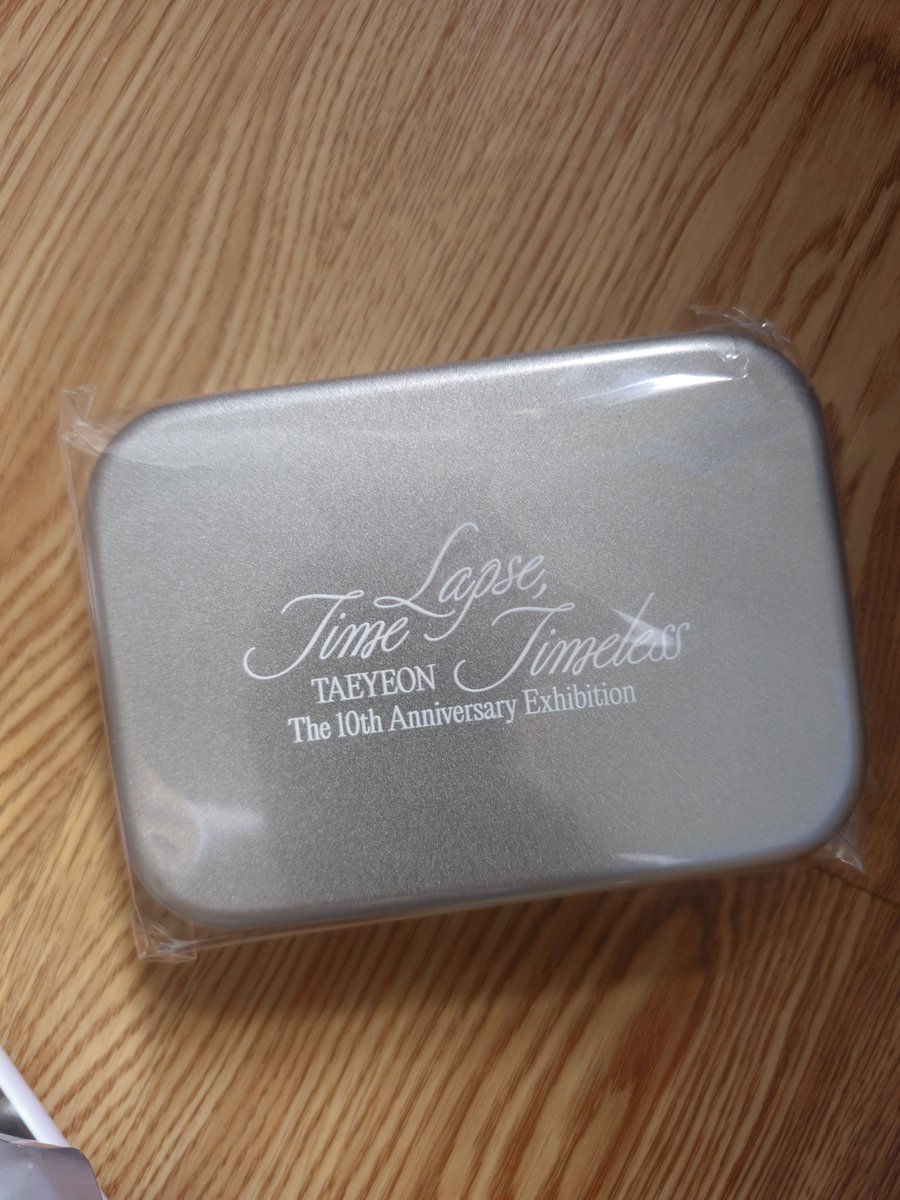 Time Lapse,
TAEYEON Timeless
The 10th Anniversary Exhibition